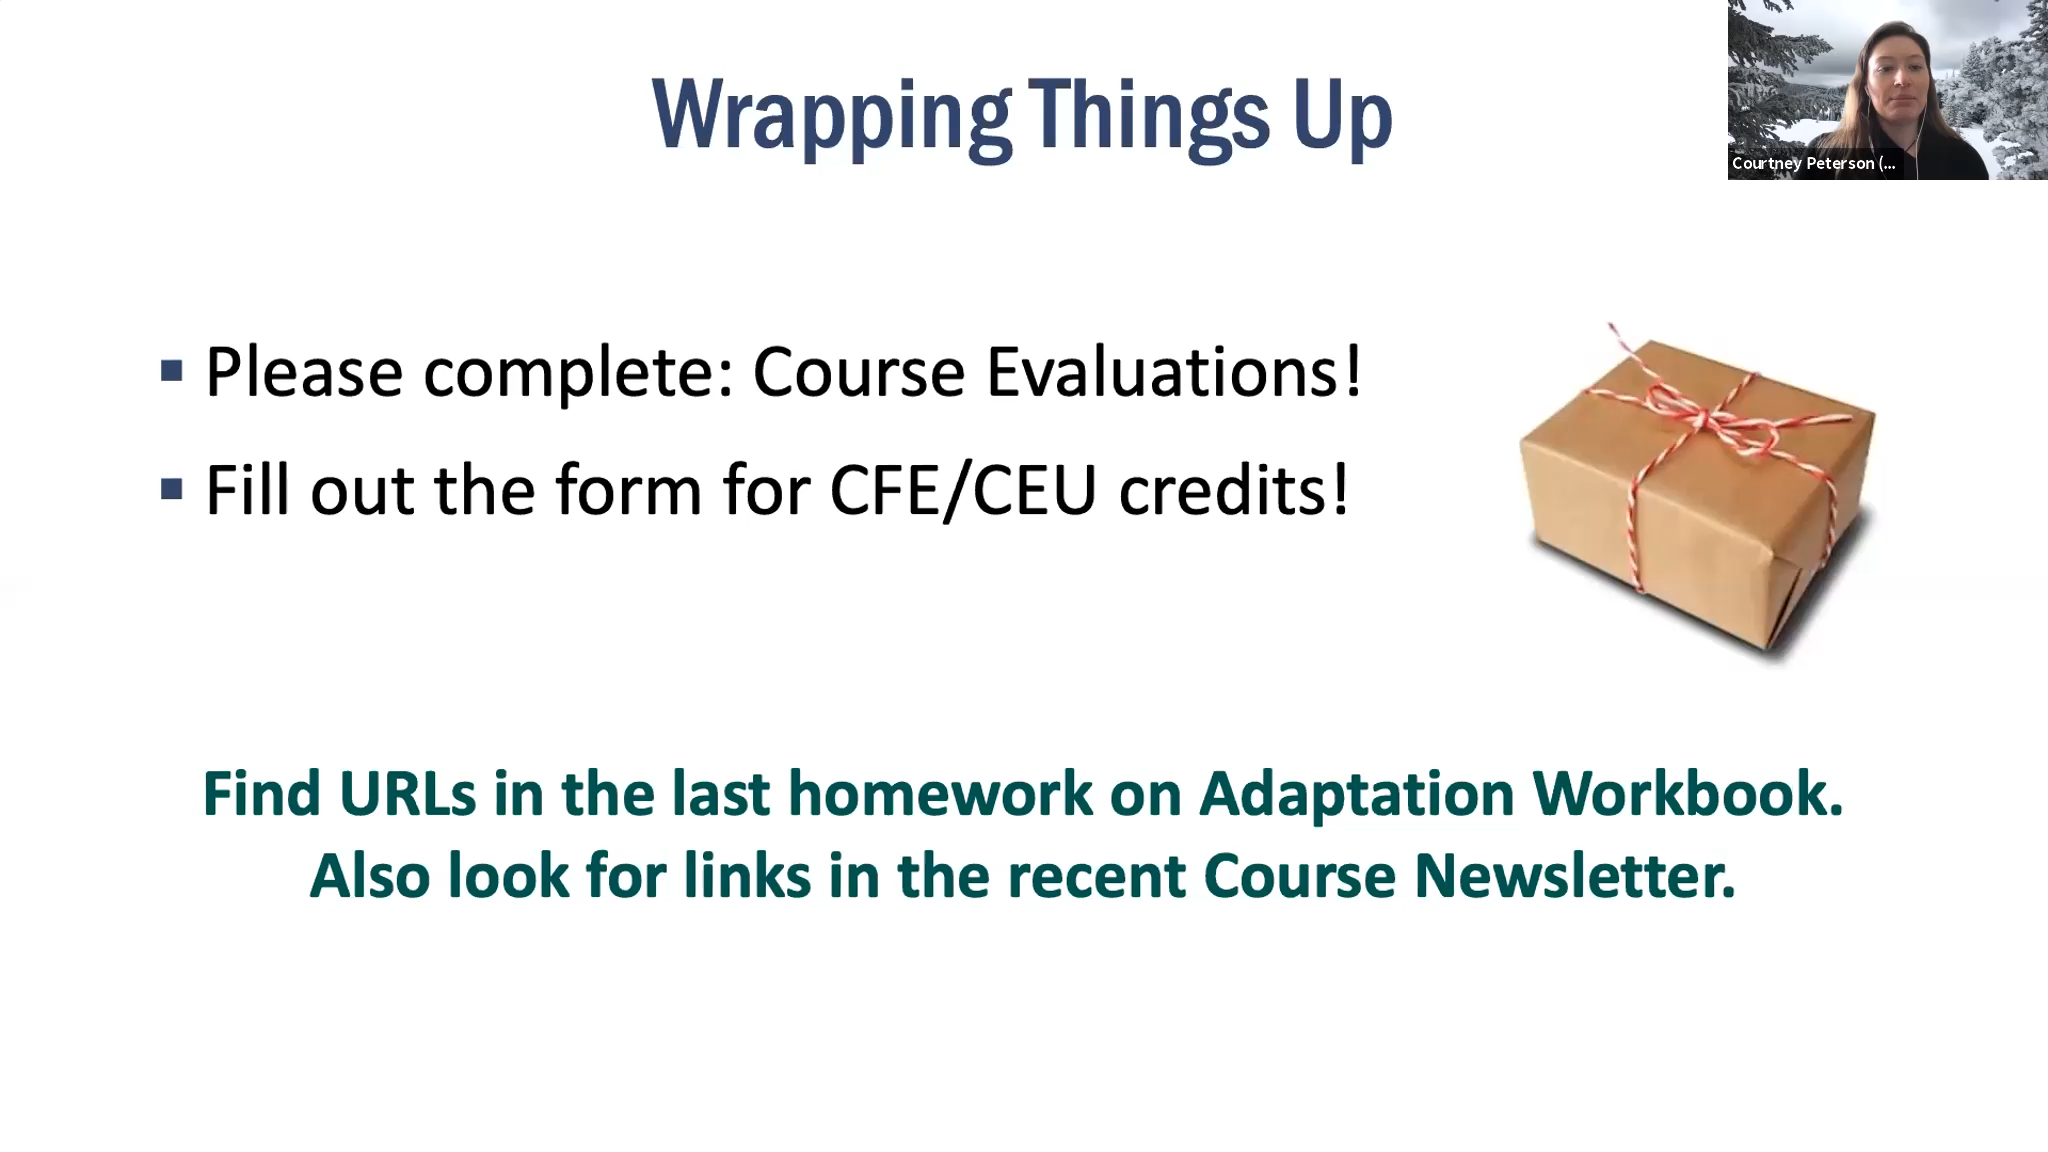 Wrapping Things Up
Courtney Peterson (...
Please complete: Course Evaluations!
Fill out the form for CFE/CEU credits!
Find URLs in the last homework on Adaptation Workbook.
Also look for links in the recent Course Newsletter.